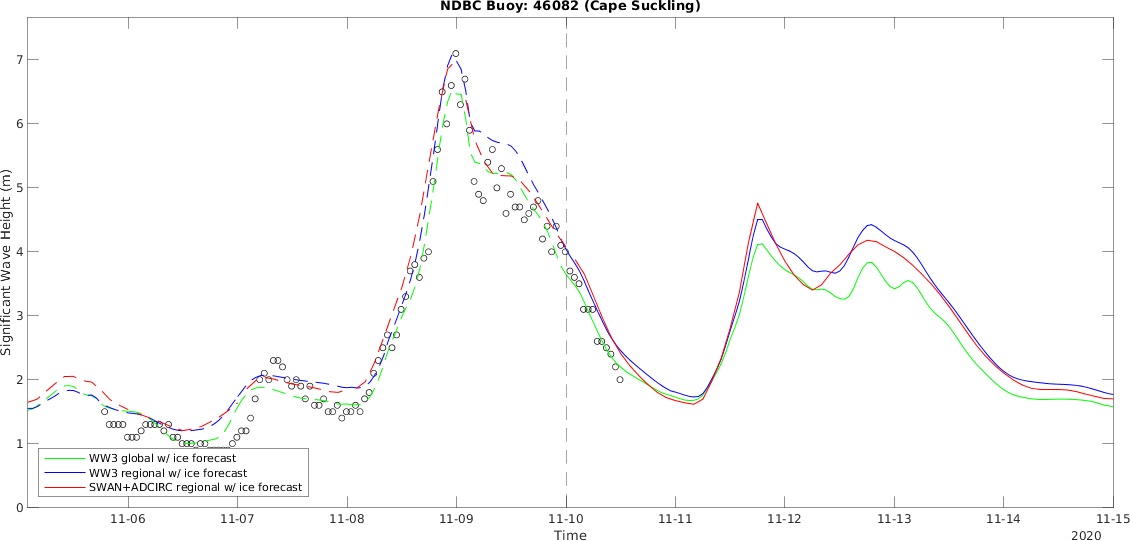 NDBC Buoy: 46082 (Cape Suckling)
7
6
5
4
3
2
1
0
Significant Wave Height (m)
WW3 global w/ ice forecast
WW3 regional w/ ice forecast
SWAN+ADCIRC regional w/ ice forecast
11-06 11-07 11-08 11-09 11-10 11-11 11-12 11-13 11-14 11-15
Time
2020